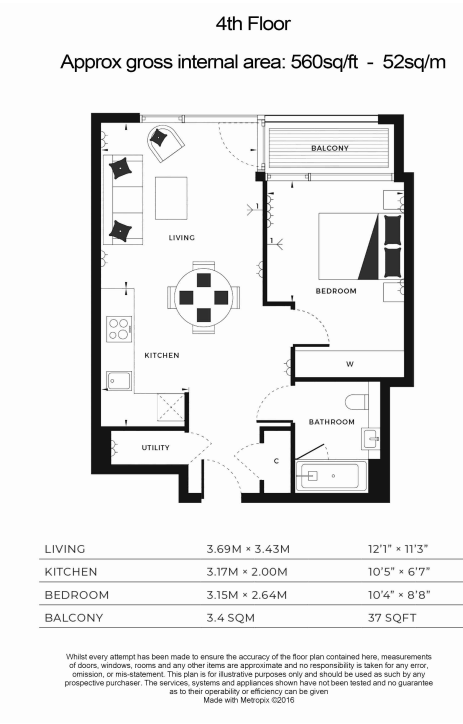 4th Floor
Approx gross internal area: 560sq/ft - 52sq/m
BALCONY
1
LIVING
1
BEDROOM
KITCHEN
W
BATHROOM
UTILITY
C
LIVING 3.69M × 3.43M 12'1" × 11'3"
KITCHEN 3.17M × 2.00M 10'5" × 6'7"
BEDROOM 3.15M × 2.64M 10'4" × 8'8"
BALCONY 3.4 SQM 37 SQFT
Whilst every attempt has been made to ensure the accuracy of the floor plan contained here, measurements
of doors, windows, rooms and any other items are approximate and no responsibility is taken for any error,
omission, or mis-statement. This plan is for illustrative purposes only and should be used as such by any
prospective purchaser. The services, systems and appliances shown have not been tested and no guarantee
as to their operability or efficiency can be given
Made with Metropix ©2016